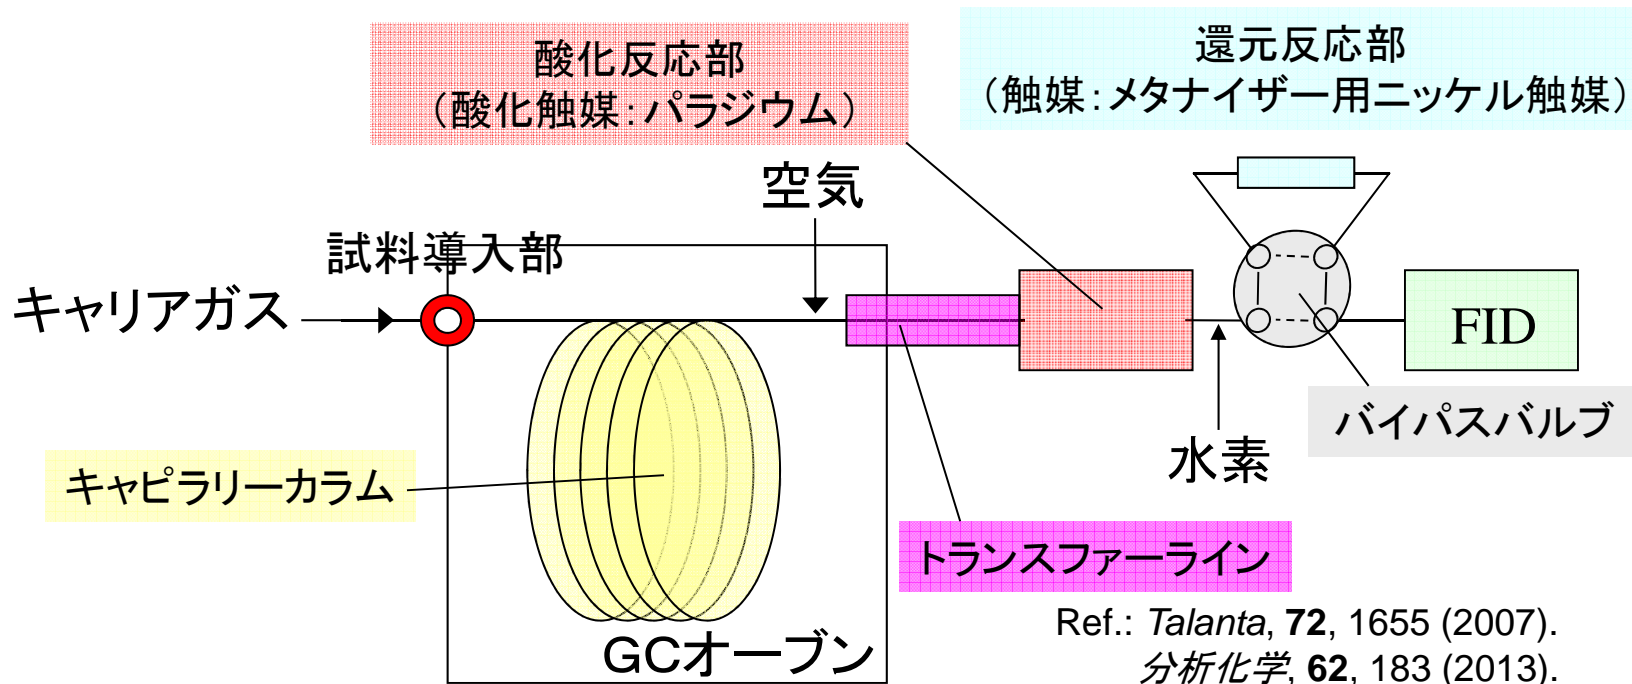 酸化反応部
（酸化触媒：パラジウム）
還元反応部
（触媒：メタナイザー用ニッケル触媒）
空気
試料導入部
キャリアガス
FID
バイパスバルブ
水素
キャピラリーカラム
トランスファーライン
GCオーブン
Ref.: Talanta, 72, 1655 (2007).
分析化学, 62, 183 (2013).